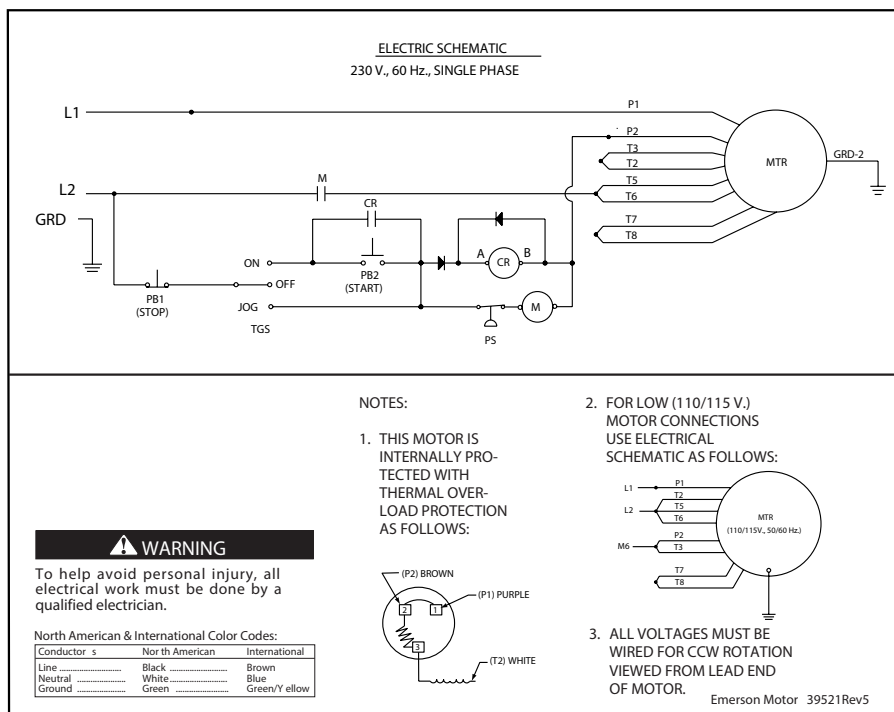 ELECTRIC SCHEMATIC
230 V., 60 Hz., SINGLE PHASE
L1
P1
P2
T3
T2
MTR
GRD-2
M
T5
L2
T6
CR
GRD
T7
T8
A
B
CR
ON
PB2
(START)
OFF
PB1
(STOP)
JOG
M
TGS
PS
NOTES:
1. THIS MOTOR IS
INTERNALLY PRO-
TECTED WITH
THERMAL OVER-
LOAD PROTECTION
AS FOLLOWS:
(P2) BROWN
(P1) PURPLE
2
1
3
(T2) WHITE
2. FOR LOW (110/115 V.)
MOTOR CONNECTIONS
USE ELECTRICAL
SCHEMATIC AS FOLLOWS:
L1
P1
T2
L2
T5
T6
MTR
(110/115V., 50/60 Hz.)
P2
M6
T3
T7
T8
3. ALL VOLTAGES MUST BE
WIRED FOR CCW ROTATION
VIEWED FROM LEAD END
OF MOTOR.
WARNING
To help avoid personal injury, all
electrical work must be done by a
qualified electrician.
North American & International Color Codes:
Conductor s Nor th American International
Line ........................... Black ........................ Brown
Neutral ........................ White ........................ Blue
Ground ........................ Green ........................ Green/Y ellow
Emerson Motor 39521Rev5